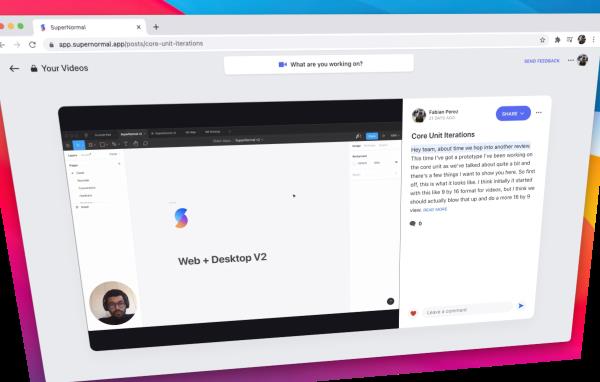 SuperNormal
app.supernormal.app/posts/core-unit-iterations
Your Videos
What are you working on?
SEND FEEDBACK
Fabian Perez
21 DAYS AGO
SHARE
Core Unit Iterations
Hey team, about time we hop into another review.
This time I've got a prototype I've been working on
the core unit as we've talked about quite a bit and
there's a few things I want to show you here. So first
off, this is what it looks like. I think initially it started
with this like 9 by 16 format for videos, but I think we
should actually blow that up and do a more 16 by 9
view. READ MORE
0
Web + Desktop V2
Leave a comment